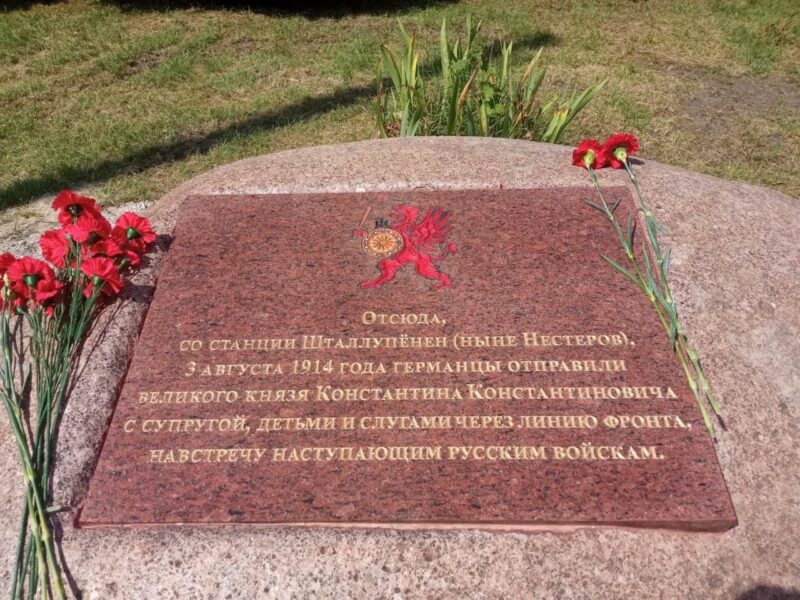 Отсюда,
со станции Шталлупёнен (ныне Нестеров),
3 августа 1914 года германцы отправили
великого князя Константина Константиновича
с супругой, детьми и слугами через линию фронта,
навстречу наступающим русским войскам.